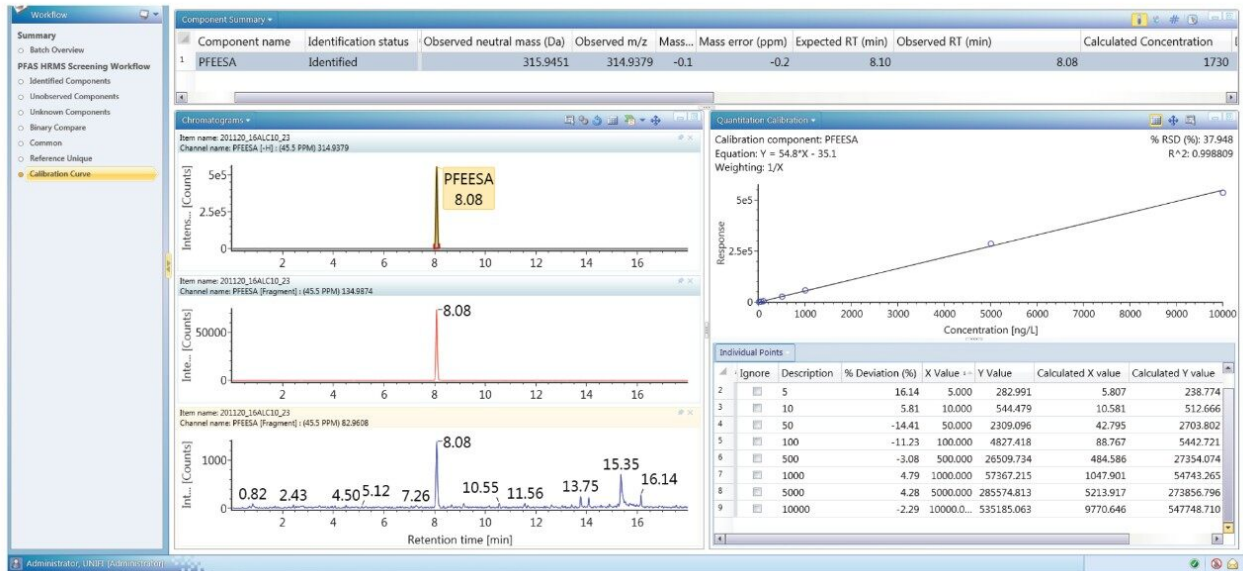 Workflow
Summary
Batch Overview
PFAS HRMS Screening Workflow
Identified Components
Unobserved Components
Unknown Components
Binary Compare
Common
Reference Unique
Calibration Curve
Component Summary
Component name Identification status Observed neutral mass (Da) Observed m/z Mass... Mass error (ppm) Expected RT (min) Observed RT (min) Calculated Concentration
1 PFEESA Identified 315.9451 314.9379 -0.1 -0.2 8.10 8.08 1730
Chromatograms
Item name: 201120_16ALC10_23
Channel name: PFEESA [-H] : (45.5 PPM) 314.9379
Intens... [Counts]
5e5
2.5e5
0
PFEESA
8.08
2 4 6 8 10 12 14 16
Item name: 201120_16ALC10_23
Channel name: PFEESA [Fragment] : (45.5 PPM) 134.9874
Inte... [Counts]
50000
0
8.08
2 4 6 8 10 12 14 16
Item name: 201120_16ALC10_23
Channel name: PFEESA [Fragment] : (45.5 PPM) 82.9608
Int... [Counts]
1000
0
0.82 2.43 4.50 5.12 7.26 8.08 10.55 11.56 13.75 15.35 16.14
2 4 6 8 10 12 14 16
Retention time [min]
Quantitation Calibration
Calibration component: PFEESA % RSD (%): 37.948
Equation: Y = 54.8*X - 35.1 R^2: 0.998809
Weighting: 1/X
Response
5e5
2.5e5
0
0 1000 2000 3000 4000 5000 6000 7000 8000 9000 10000
Concentration [ng/L]
Individual Points
Ignore Description % Deviation (%) X Value Y Value Calculated X value Calculated Y value
2 5 16.14 5.000 282.991 5.807 238.774
3 10 5.81 10.000 544.479 10.581 512.666
4 50 -14.41 50.000 2309.096 42.795 2703.802
5 100 -11.23 100.000 4827.418 88.767 5442.721
6 500 -3.08 500.000 26509.734 484.586 27354.074
7 1000 4.79 1000.000 57367.215 1047.901 54743.265
8 5000 4.28 5000.000 285574.813 5213.917 273856.796
9 10000 -2.29 10000.0... 535185.063 9770.646 547748.710
Administrator, UNIFI (Administrator)